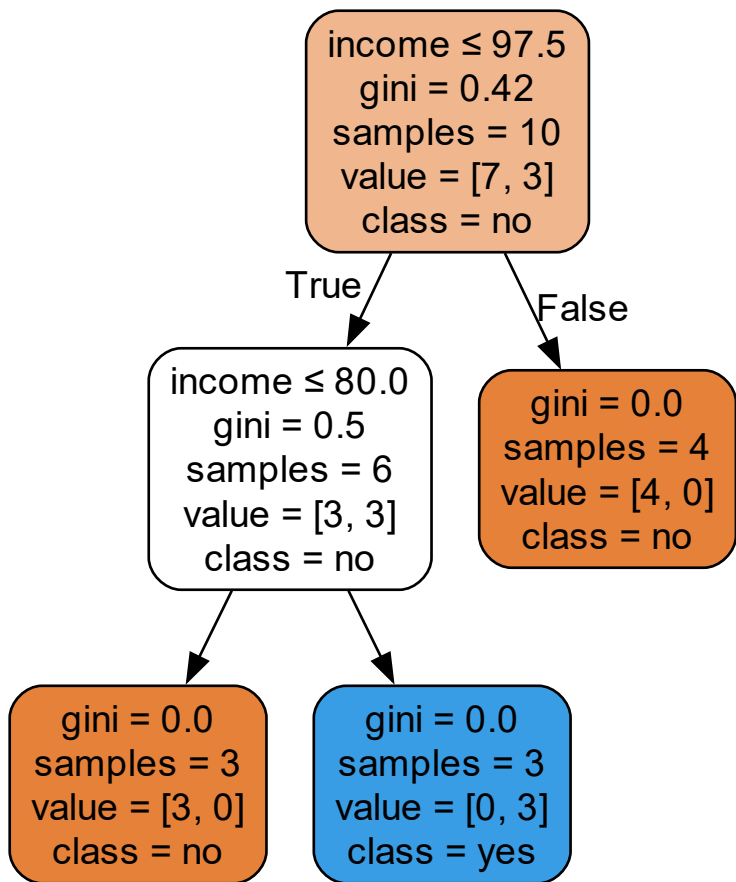 income ≤ 97.5
gini = 0.42
samples = 10
value = [7, 3]
class = no
True
False
income ≤ 80.0
gini = 0.5
samples = 6
value = [3, 3]
class = no
gini = 0.0
samples = 4
value = [4, 0]
class = no
gini = 0.0
samples = 3
value = [3, 0]
class = no
gini = 0.0
samples = 3
value = [0, 3]
class = yes